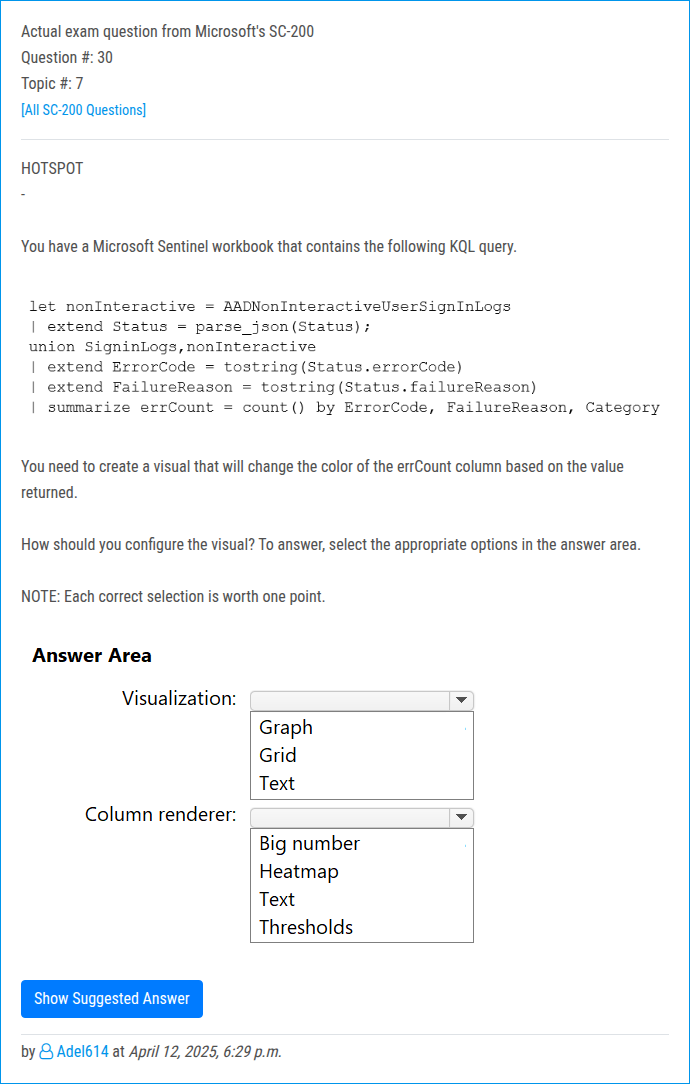 Actual exam question from Microsoft's SC-200
Question #: 30
Topic #: 7
[All SC-200 Questions]
HOTSPOT
-
You have a Microsoft Sentinel workbook that contains the following KQL query.
let nonInteractive = AADNonInteractiveUserSignInLogs
| extend Status = parse_json(Status);
union SigninLogs,nonInteractive
| extend ErrorCode = tostring(Status.errorCode)
| extend FailureReason = tostring(Status.failureReason)
| summarize errCount = count() by ErrorCode, FailureReason, Category
You need to create a visual that will change the color of the errCount column based on the value
returned.
How should you configure the visual? To answer, select the appropriate options in the answer area.
NOTE: Each correct selection is worth one point.
Answer Area
Visualization:
Graph
Grid
Text
Column renderer:
Big number
Heatmap
Text
Thresholds
Show Suggested Answer
by Adel614 at April 12, 2025, 6:29 p.m.